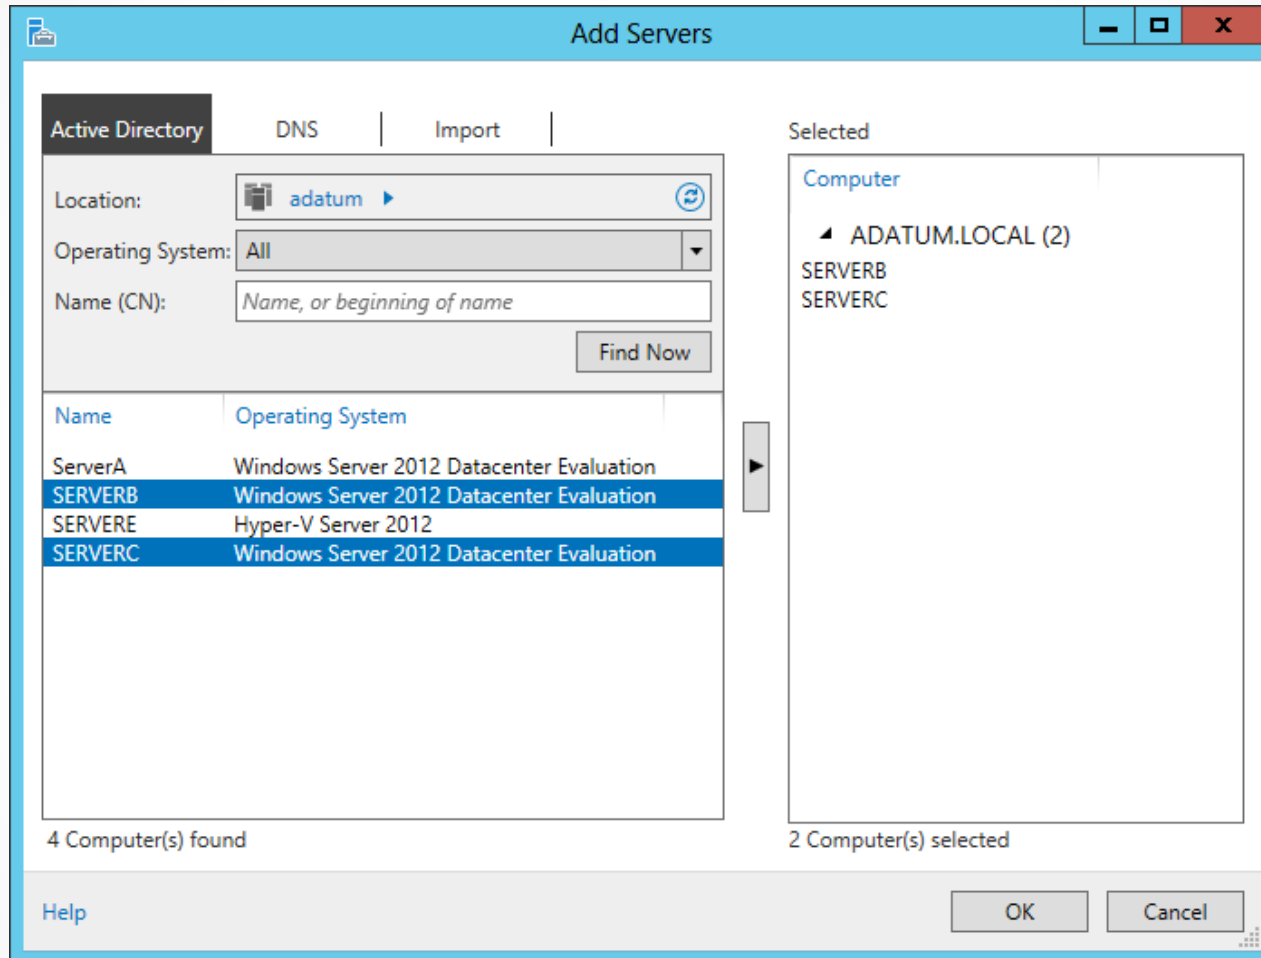 Add Servers
Active Directory
DNS
Import
Location:
adatum
Operating System:
All
Name (CN):
Name, or beginning of name
Find Now
Name Operating System
ServerA Windows Server 2012 Datacenter Evaluation
SERVERB Windows Server 2012 Datacenter Evaluation
SERVERE Hyper-V Server 2012
SERVERC Windows Server 2012 Datacenter Evaluation
4 Computer(s) found
Selected
Computer
ADATUM.LOCAL (2)
SERVERB
SERVERC
2 Computer(s) selected
Help
OK
Cancel